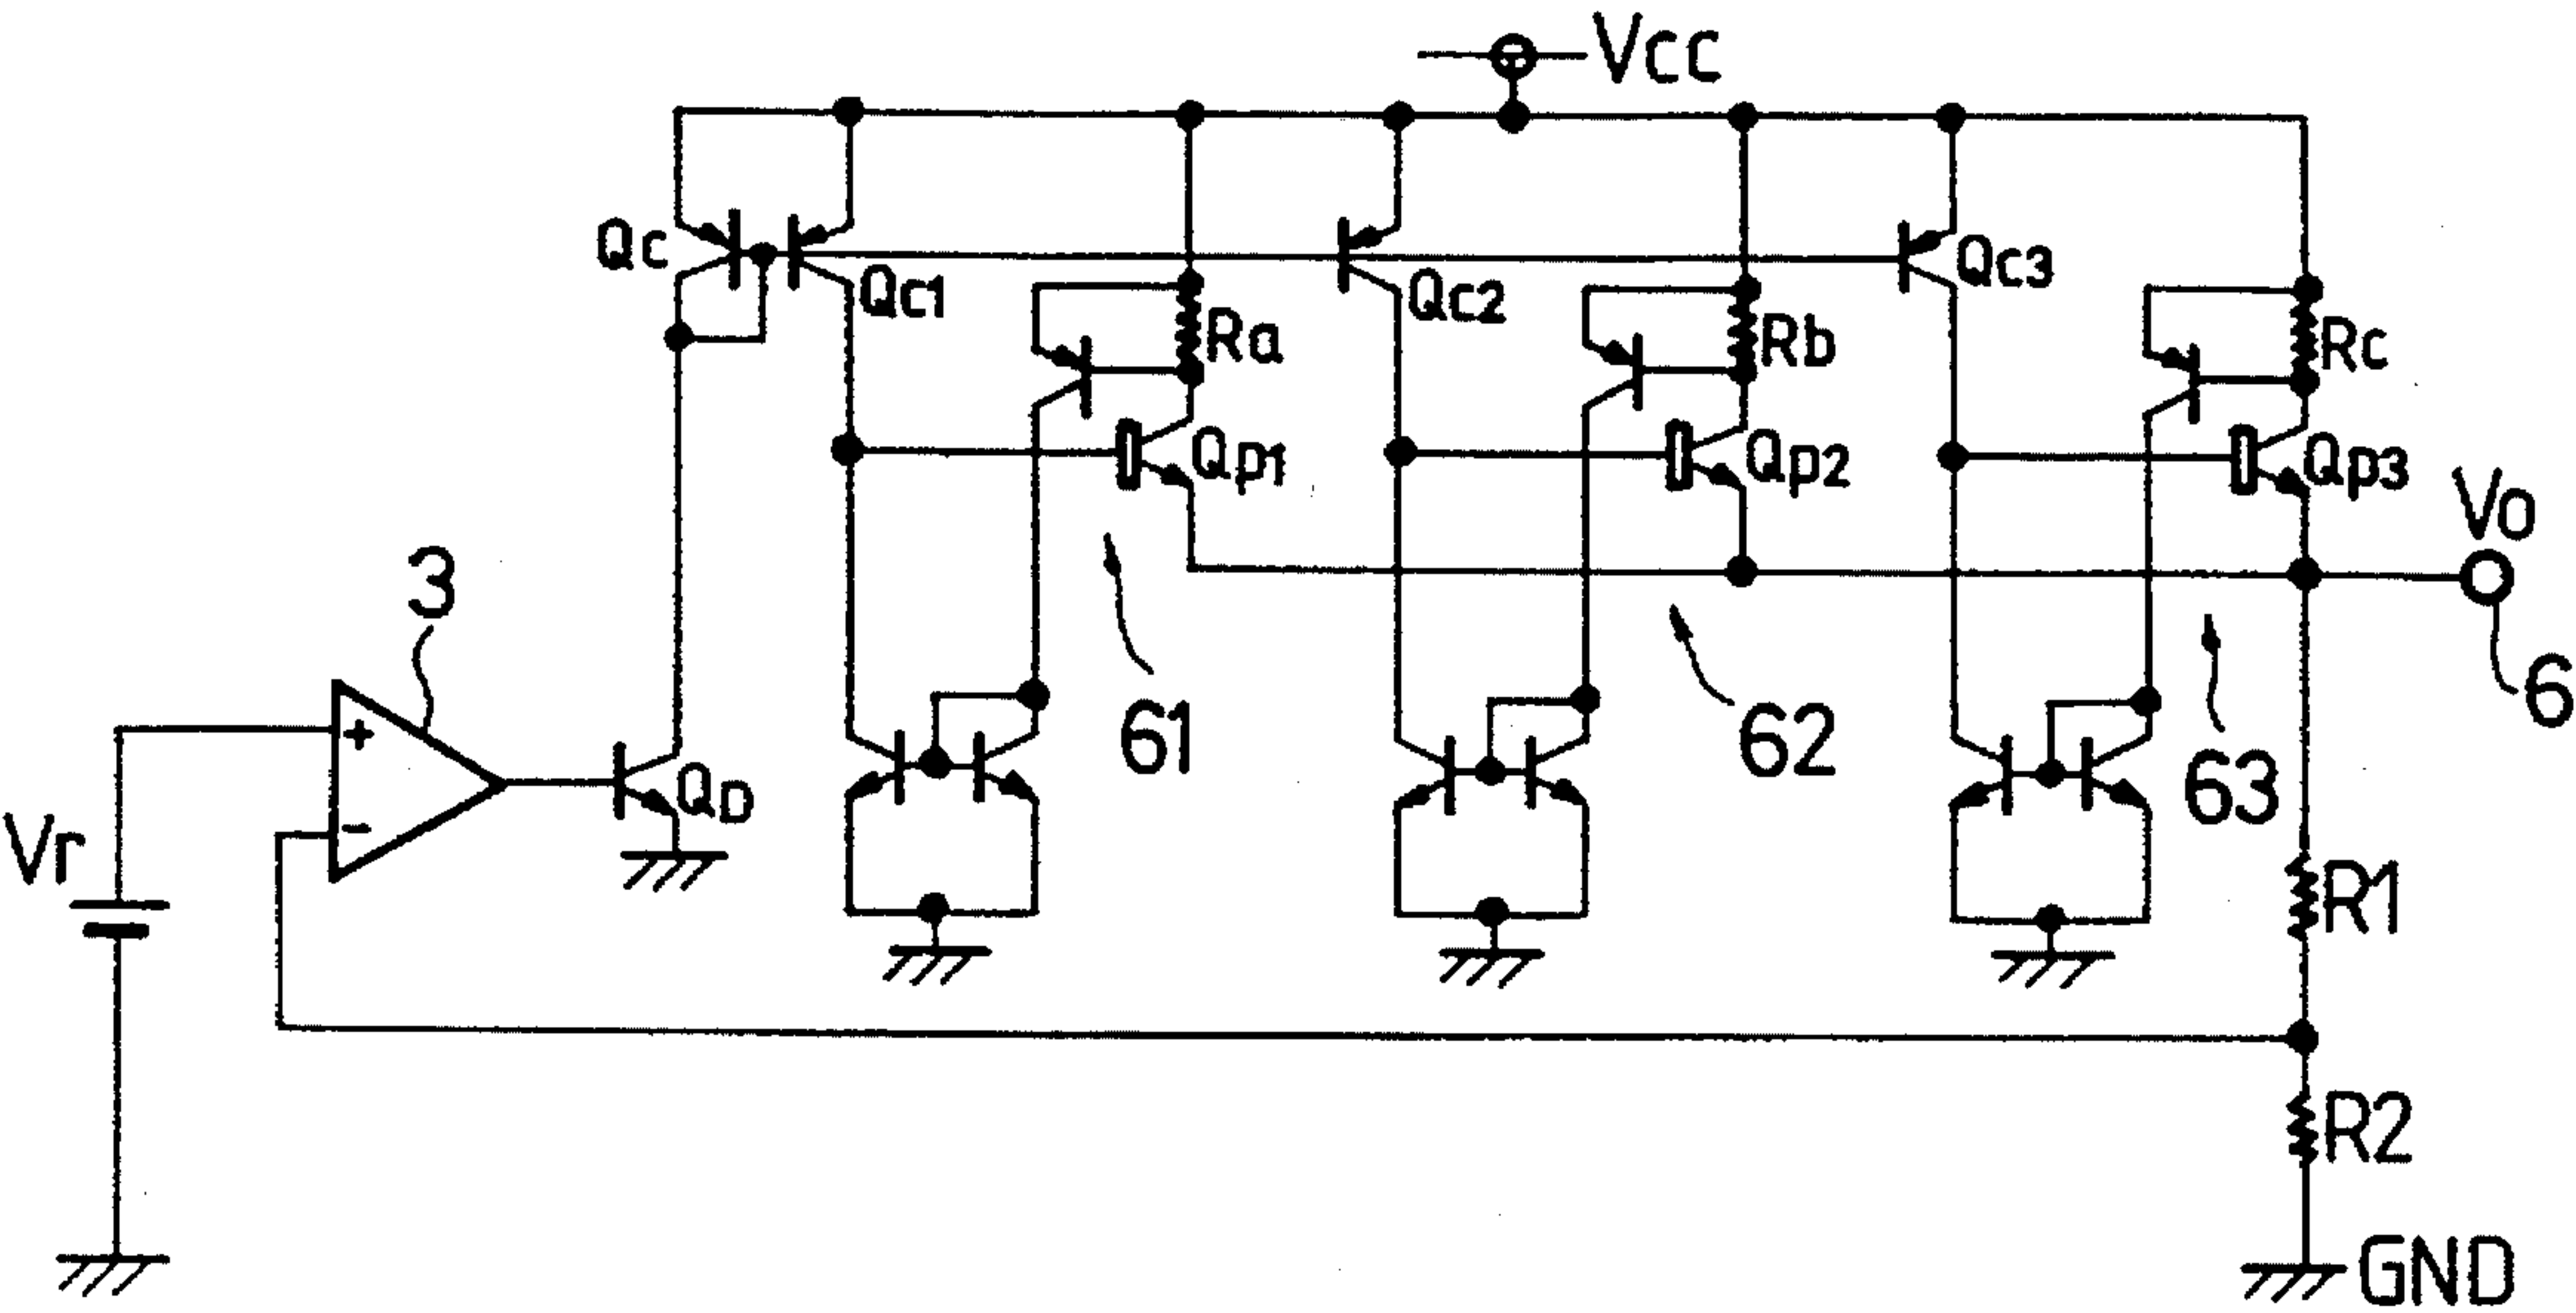 Vcc
Qc
Qc1
Ra
Qc2
Rb
Qc3
Rc
Qp1
Qp2
Qp3
Vo
3
+
-
QD
61
62
63
6
Vr
R1
R2
GND